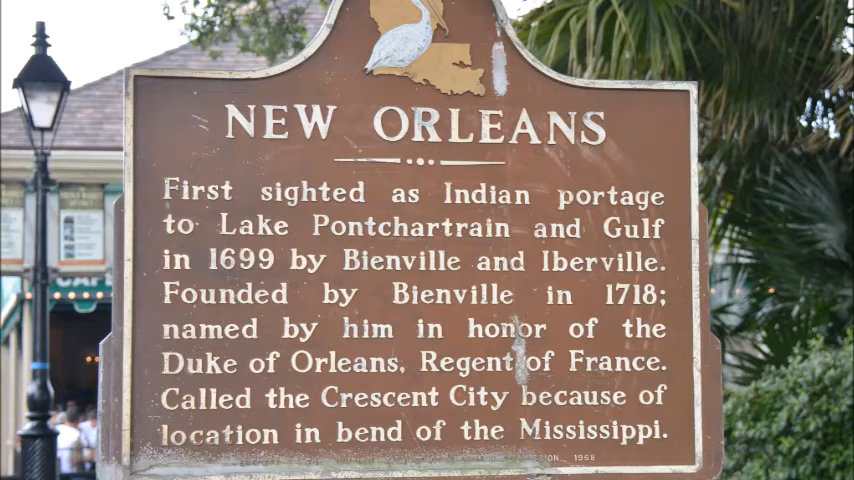 NEW ORLEANS
First sighted as Indian portage
to Lake Pontchartrain and Gulf
in 1699 by Bienville and Iberville.
Founded by Bienville in 1718;
named by him in honor of the
Duke of Orleans, Regent of France.
Called the Crescent City because of
location in bend of the Mississippi.
1968